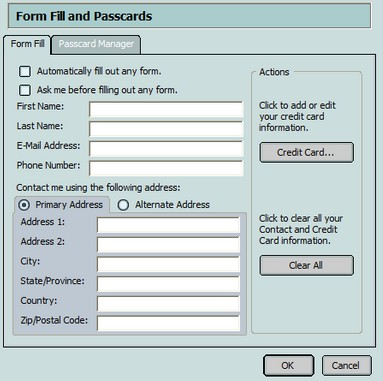 Form Fill and Passcards
Form Fill
Passcard Manager
Automatically fill out any form.
Ask me before filling out any form.
First Name:
Last Name:
E-Mail Address:
Phone Number:
Contact me using the following address:
Primary Address
Alternate Address
Address 1:
Address 2:
City:
State/Province:
Country:
Zip/Postal Code:
Actions
Click to add or edit
your credit card
information.
Credit Card...
Click to clear all your
Contact and Credit
Card information.
Clear All
OK
Cancel